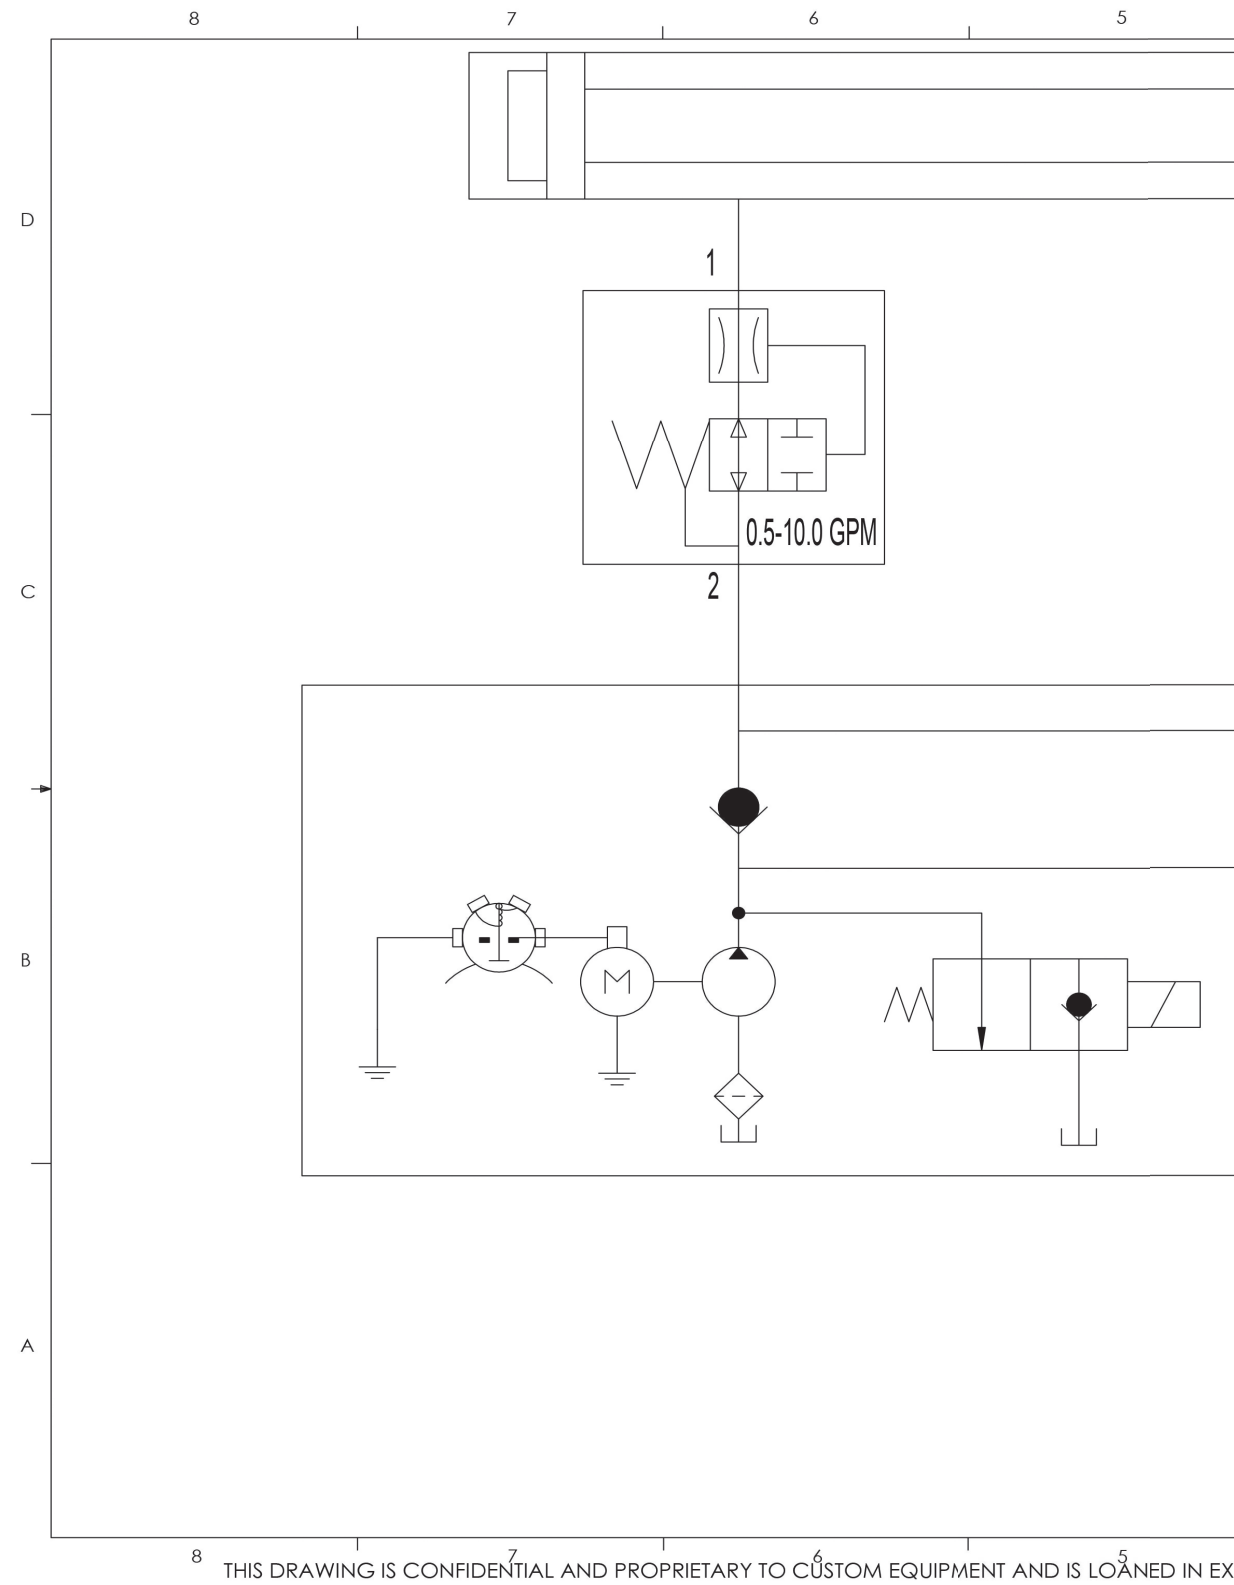 8 7 6 5
D
1
0.5-10.0 GPM
2
C
B
M
A
8 7 6 5
THIS DRAWING IS CONFIDENTIAL AND PROPRIETARY TO CUSTOM EQUIPMENT AND IS LOANED IN EX